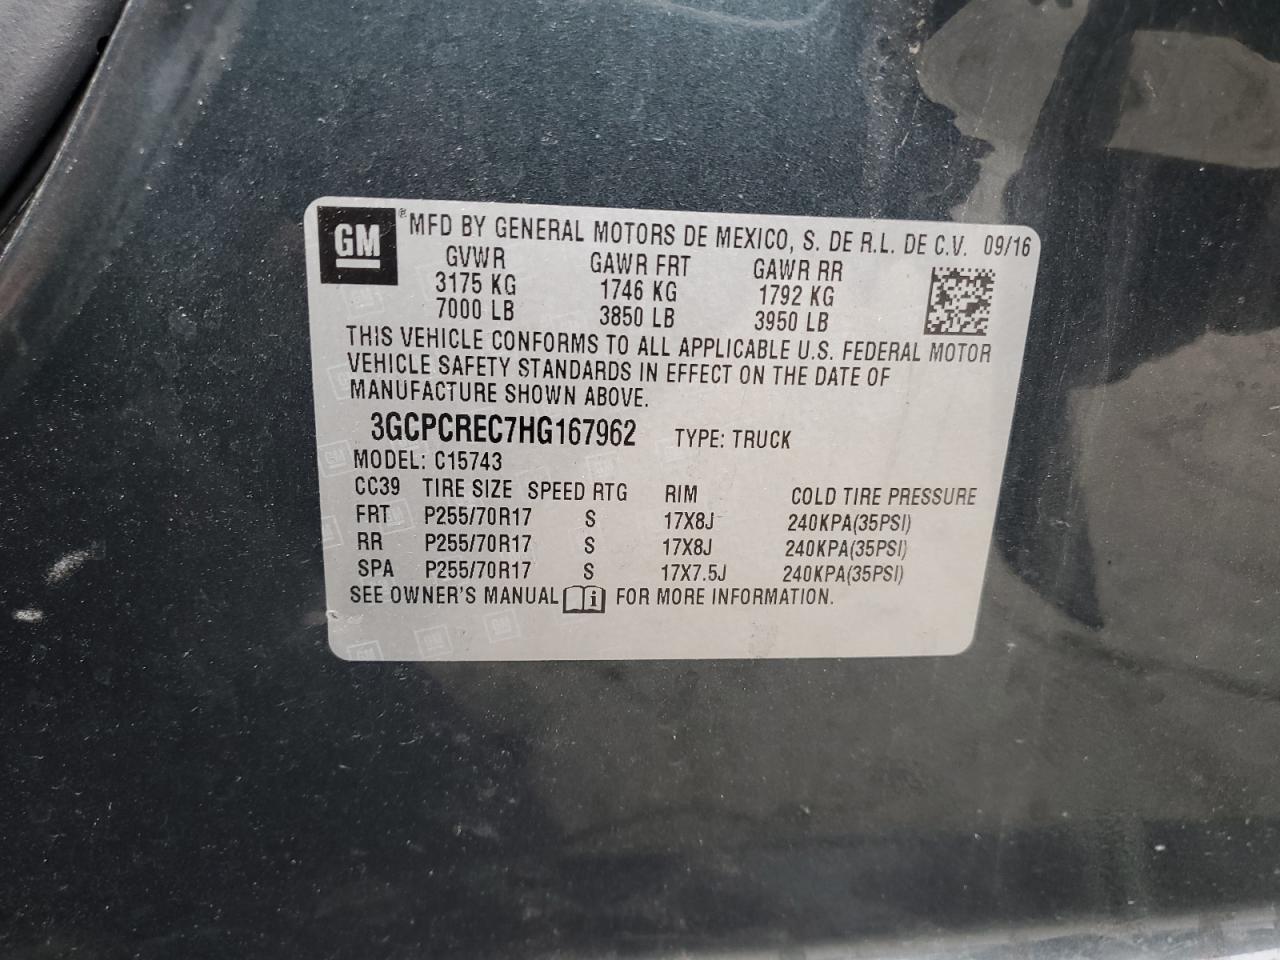 GM ® MFD BY GENERAL MOTORS DE MEXICO, S. DE R.L. DE C.V. 09/16
GVWR GAWR FRT GAWR RR
3175 KG 1746 KG 1792 KG
7000 LB 3850 LB 3950 LB
THIS VEHICLE CONFORMS TO ALL APPLICABLE U.S. FEDERAL MOTOR
VEHICLE SAFETY STANDARDS IN EFFECT ON THE DATE OF
MANUFACTURE SHOWN ABOVE.
3GCPCREC7HG167962 TYPE: TRUCK
MODEL: C15743
CC39 TIRE SIZE SPEED RTG RIM COLD TIRE PRESSURE
FRT P255/70R17 S 17X8J 240KPA(35PSI)
RR P255/70R17 S 17X8J 240KPA(35PSI)
SPA P255/70R17 S 17X7.5J 240KPA(35PSI)
SEE OWNER'S MANUAL i FOR MORE INFORMATION.